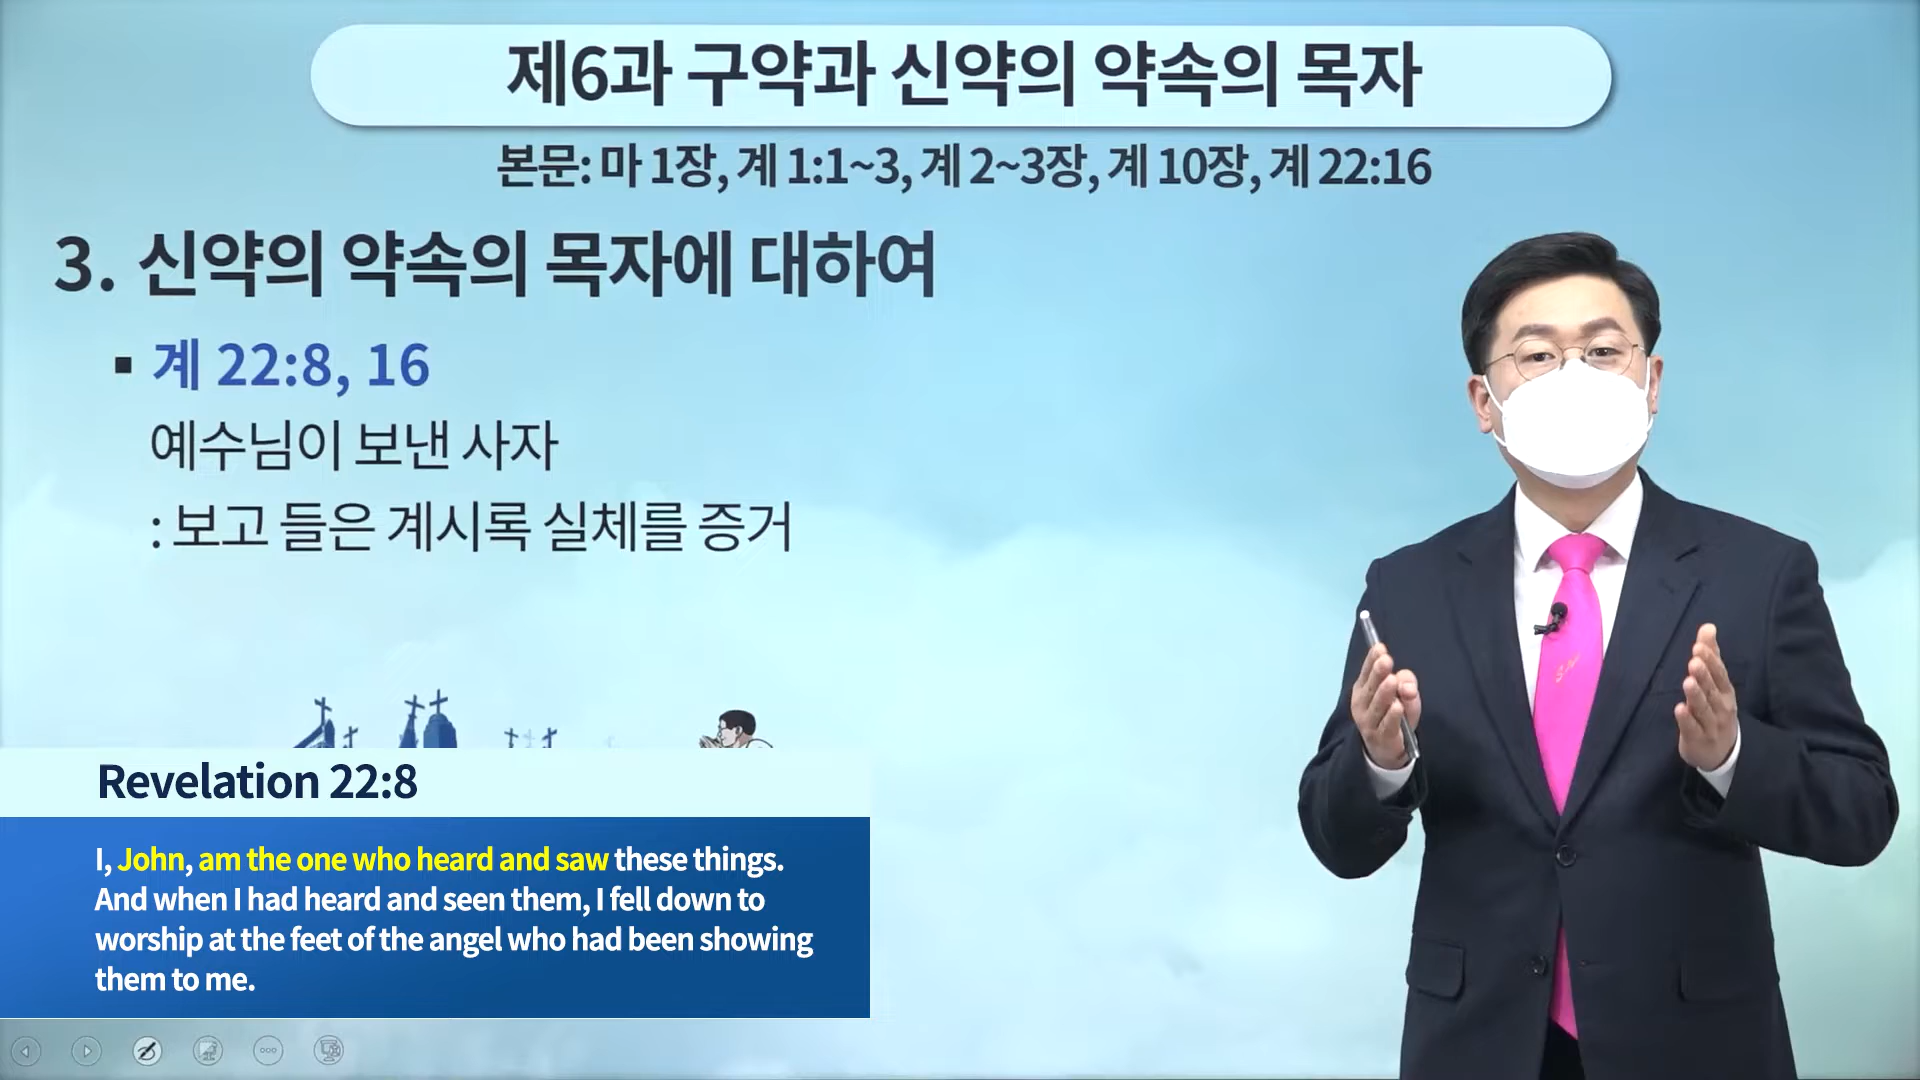 제6과 구약과 신약의 약속의 목자
본문: 마 1장, 계 1:1~3, 계 2~3장, 계 10장, 계 22:16
3. 신약의 약속의 목자에 대하여
▪ 계 22:8, 16
예수님이 보낸 사자
: 보고 들은 계시록 실체를 증거
Revelation 22:8
I, John, am the one who heard and saw these things.
And when I had heard and seen them, I fell down to
worship at the feet of the angel who had been showing
them to me.